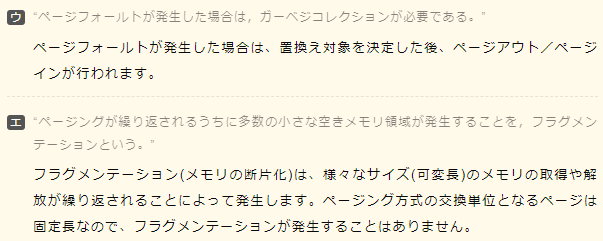 ウ “ページフォールトが発生した場合は，ガーベジコレクションが必要である。”
ページフォールトが発生した場合は、置換え対象を決定した後、ページアウト／ページ
インが行われます。
エ “ページングが繰り返されるうちに多数の小さな空きメモリ領域が発生することを，フラグメン
テーションという。”
フラグメンテーション(メモリの断片化)は、様々なサイズ(可変長)のメモリの取得や解
放が繰り返されることによって発生します。ページング方式の交換単位となるページは
固定長なので、フラグメンテーションが発生することはありません。